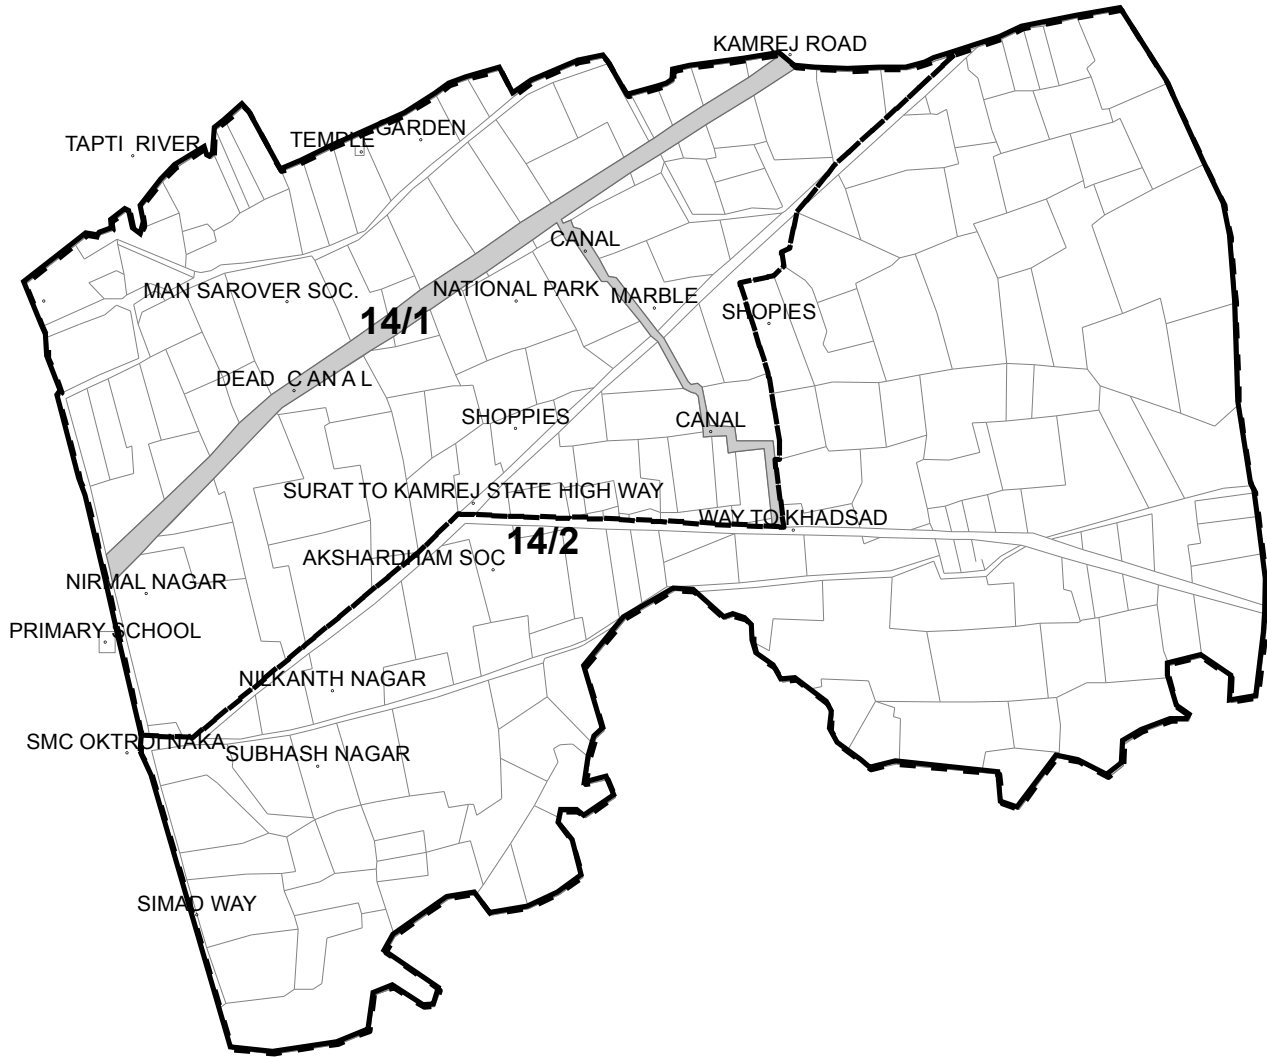 KAMREJ ROAD
GARDEN
TEMPLE
TAPTI RIVER
CANAL
MAN SAROVER SOC.
NATIONAL PARK
MARBLE
SHOPIES
14/1
DEAD CANAL
SHOPPIES
CANAL
SURAT TO KAMREJ STATE HIGH WAY
WAY TO KHADSAD
14/2
AKSHARDHAM SOC
NIRMAL NAGAR
PRIMARY SCHOOL
NILKANTH NAGAR
SMC OKTROI NAKA
SUBHASH NAGAR
SIMAD WAY